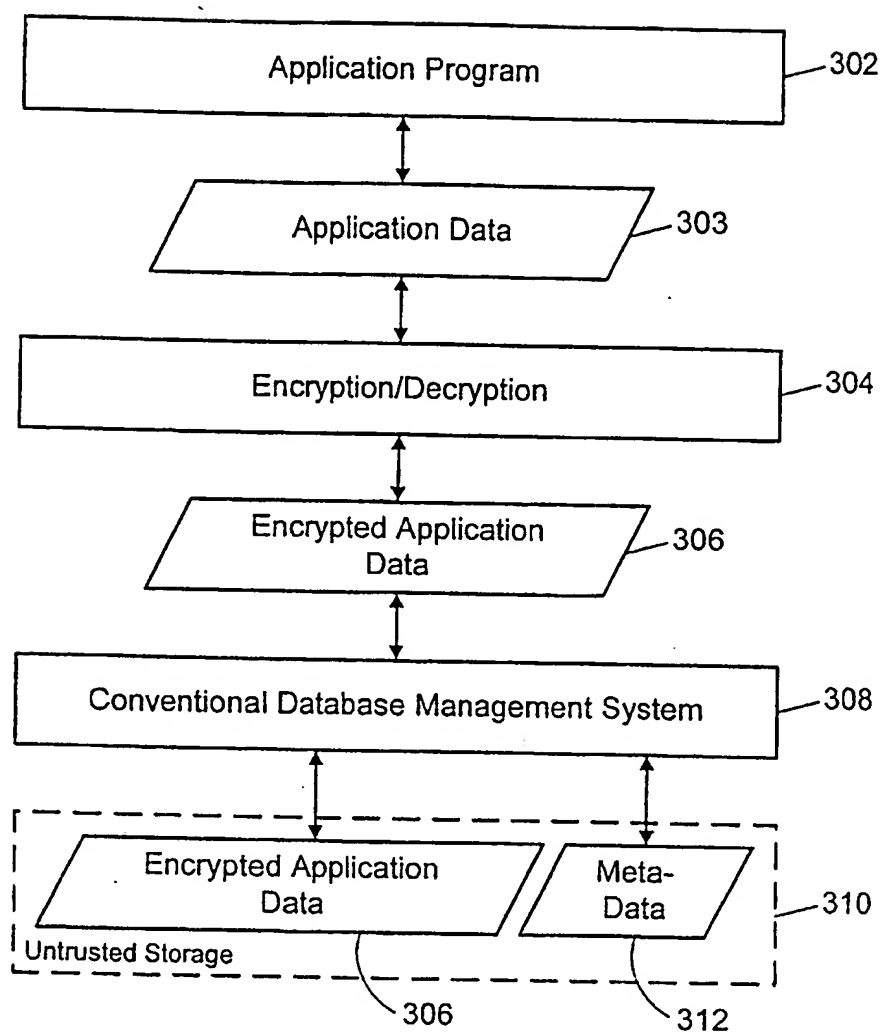 Application Program
302
Application Data
303
Encryption/Decryption
304
Encrypted Application
Data
306
Conventional Database Management System
308
Encrypted Application
Data
Meta-
Data
310
Untrusted Storage
306
312